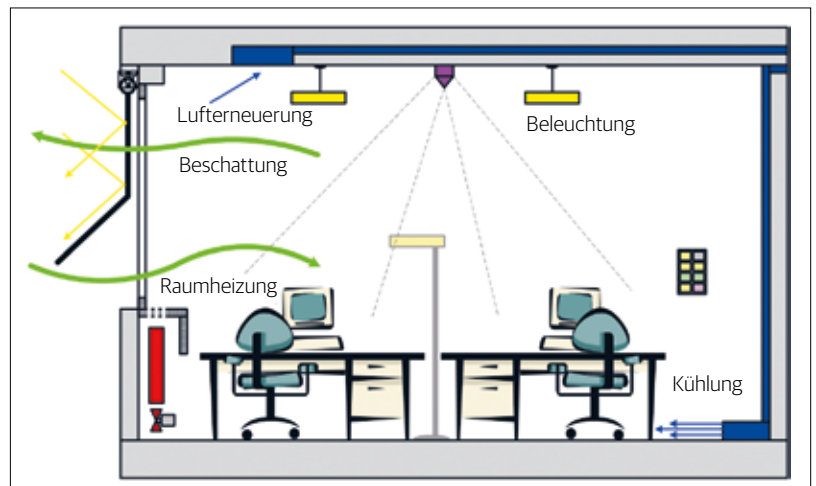 Lufterneuerung
Beleuchtung
Beschattung
Raumheizung
Kühlung